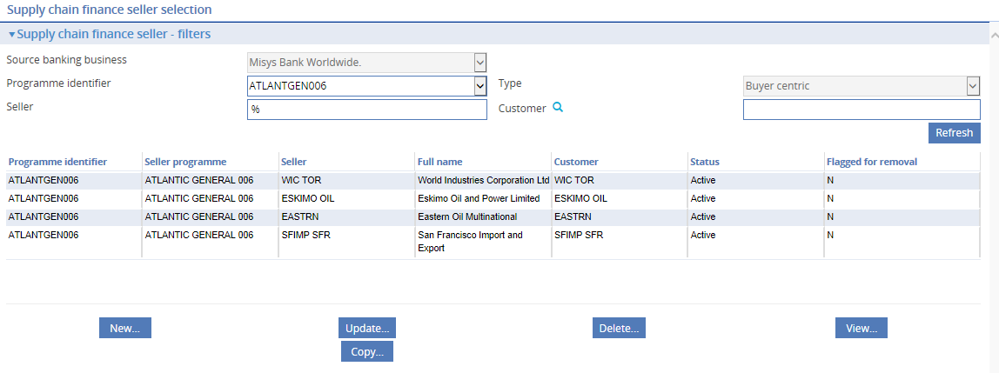 Supply chain finance seller selection
▾Supply chain finance seller - filters
Source banking business Misys Bank Worldwide.
Programme identifier ATLANTGEN006 Type Buyer centric
Seller % Customer
Refresh
Programme identifier Seller programme Seller Full name Customer Status Flagged for removal
ATLANTGEN006 ATLANTIC GENERAL 006 WIC TOR World Industries Corporation Ltd WIC TOR Active N
ATLANTGEN006 ATLANTIC GENERAL 006 ESKIMO OIL Eskimo Oil and Power Limited ESKIMO OIL Active N
ATLANTGEN006 ATLANTIC GENERAL 006 EASTRN Eastern Oil Multinational EASTRN Active N
ATLANTGEN006 ATLANTIC GENERAL 006 SFIMP SFR San Francisco Import and SFIMP SFR Active N
Export
New... Update... Delete... View...
Copy...